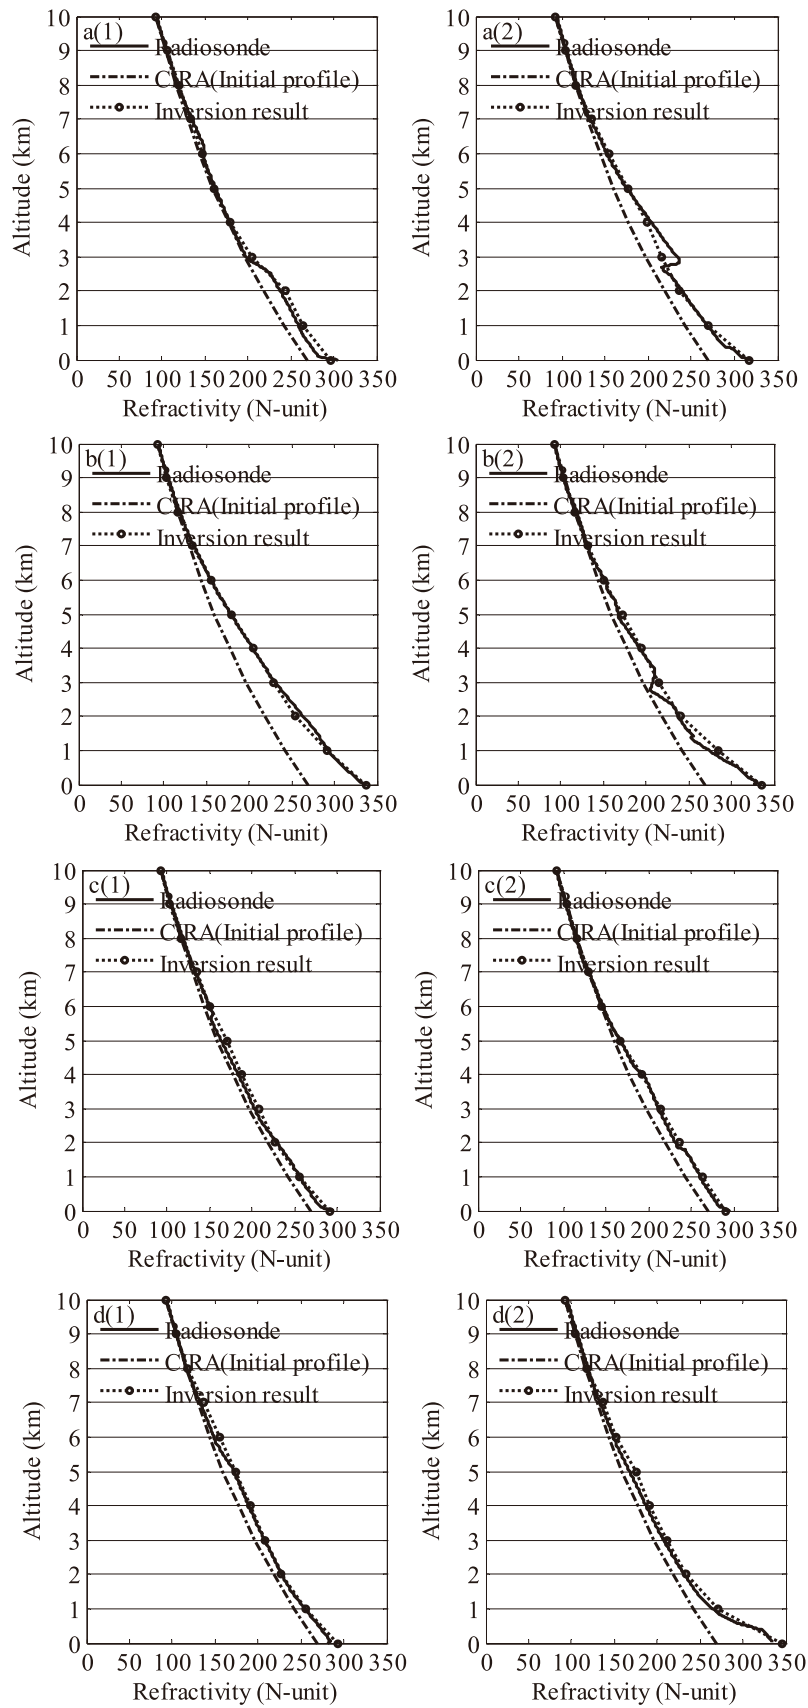 a(1)
Radiosonde
CIRA(Initial profile)
Inversion result
10
9
8
7
6
5
4
3
2
1
0
Altitude (km)
0 50 100 150 200 250 300 350
Refractivity (N-unit)
a(2)
Radiosonde
CIRA(Initial profile)
Inversion result
10
9
8
7
6
5
4
3
2
1
0
Altitude (km)
0 50 100 150 200 250 300 350
Refractivity (N-unit)
b(1)
Radiosonde
CIRA(Initial profile)
Inversion result
10
9
8
7
6
5
4
3
2
1
0
Altitude (km)
0 50 100 150 200 250 300 350
Refractivity (N-unit)
b(2)
Radiosonde
CIRA(Initial profile)
Inversion result
10
9
8
7
6
5
4
3
2
1
0
Altitude (km)
0 50 100 150 200 250 300 350
Refractivity (N-unit)
c(1)
Radiosonde
CIRA(Initial profile)
Inversion result
10
9
8
7
6
5
4
3
2
1
0
Altitude (km)
0 50 100 150 200 250 300 350
Refractivity (N-unit)
c(2)
Radiosonde
CIRA(Initial profile)
Inversion result
10
9
8
7
6
5
4
3
2
1
0
Altitude (km)
0 50 100 150 200 250 300 350
Refractivity (N-unit)
d(1)
Radiosonde
CIRA(Initial profile)
Inversion result
10
9
8
7
6
5
4
3
2
1
0
Altitude (km)
0 50 100 150 200 250 300 350
Refractivity (N-unit)
d(2)
Radiosonde
CIRA(Initial profile)
Inversion result
10
9
8
7
6
5
4
3
2
1
0
Altitude (km)
0 50 100 150 200 250 300 350
Refractivity (N-unit)